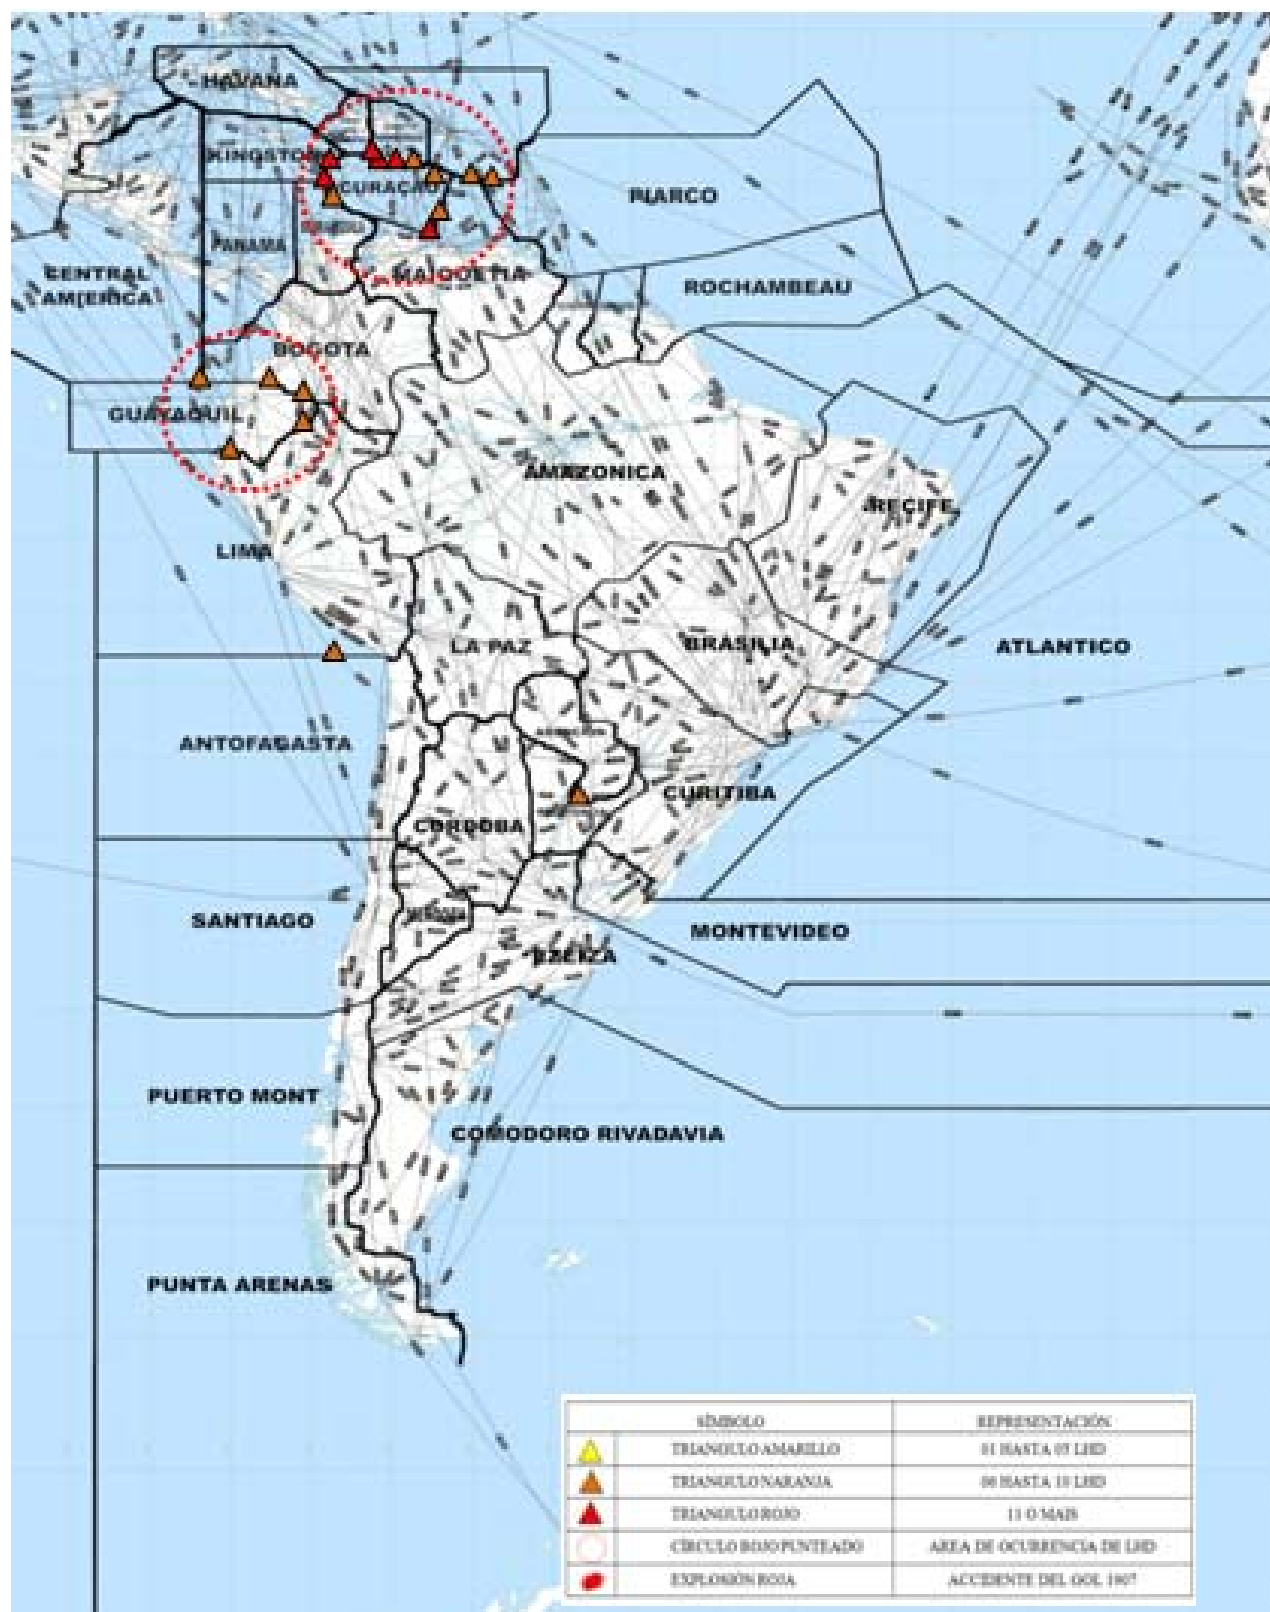 HAVANA
KINGSTON
CURAÇAO
PIARCO
PANAMA
CENTRAL
AMERICA
MAIQUETIA
ROCHAMBEAU
BOGOTA
GUAYAQUIL
AMAZONICA
RECIFE
LIMA
LA PAZ
BRASILIA
ATLANTICO
ANTOFAGASTA
CURITIBA
CORDOBA
SANTIAGO
MONTEVIDEO
EZEIZA
PUERTO MONT
COMODORO RIVADAVIA
PUNTA ARENAS
SÍMBOLO REPRESENTACIÓN
TRIANGULO AMARILLO 01 HASTA 05 LHD
TRIANGULO NARANJA 06 HASTA 10 LHD
TRIANGULO ROJO 11 O MAIS
CÍRCULO ROJO PUNTEADO AREA DE OCURRENCIA DE LHD
EXPLOSIÓN ROJA ACCIDENTE DEL GOL 1907